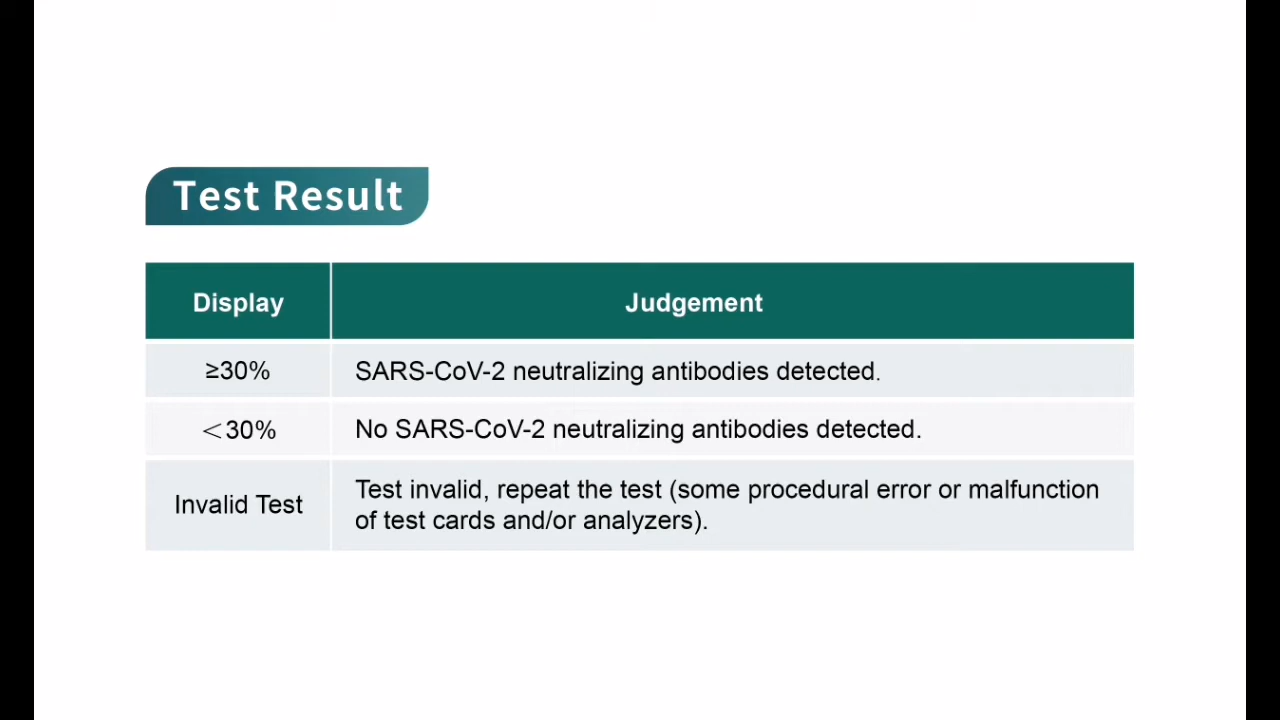 Test Result
Display Judgement
≥30% SARS-CoV-2 neutralizing antibodies detected.
＜30% No SARS-CoV-2 neutralizing antibodies detected.
Invalid Test Test invalid, repeat the test (some procedural error or malfunction
of test cards and/or analyzers).